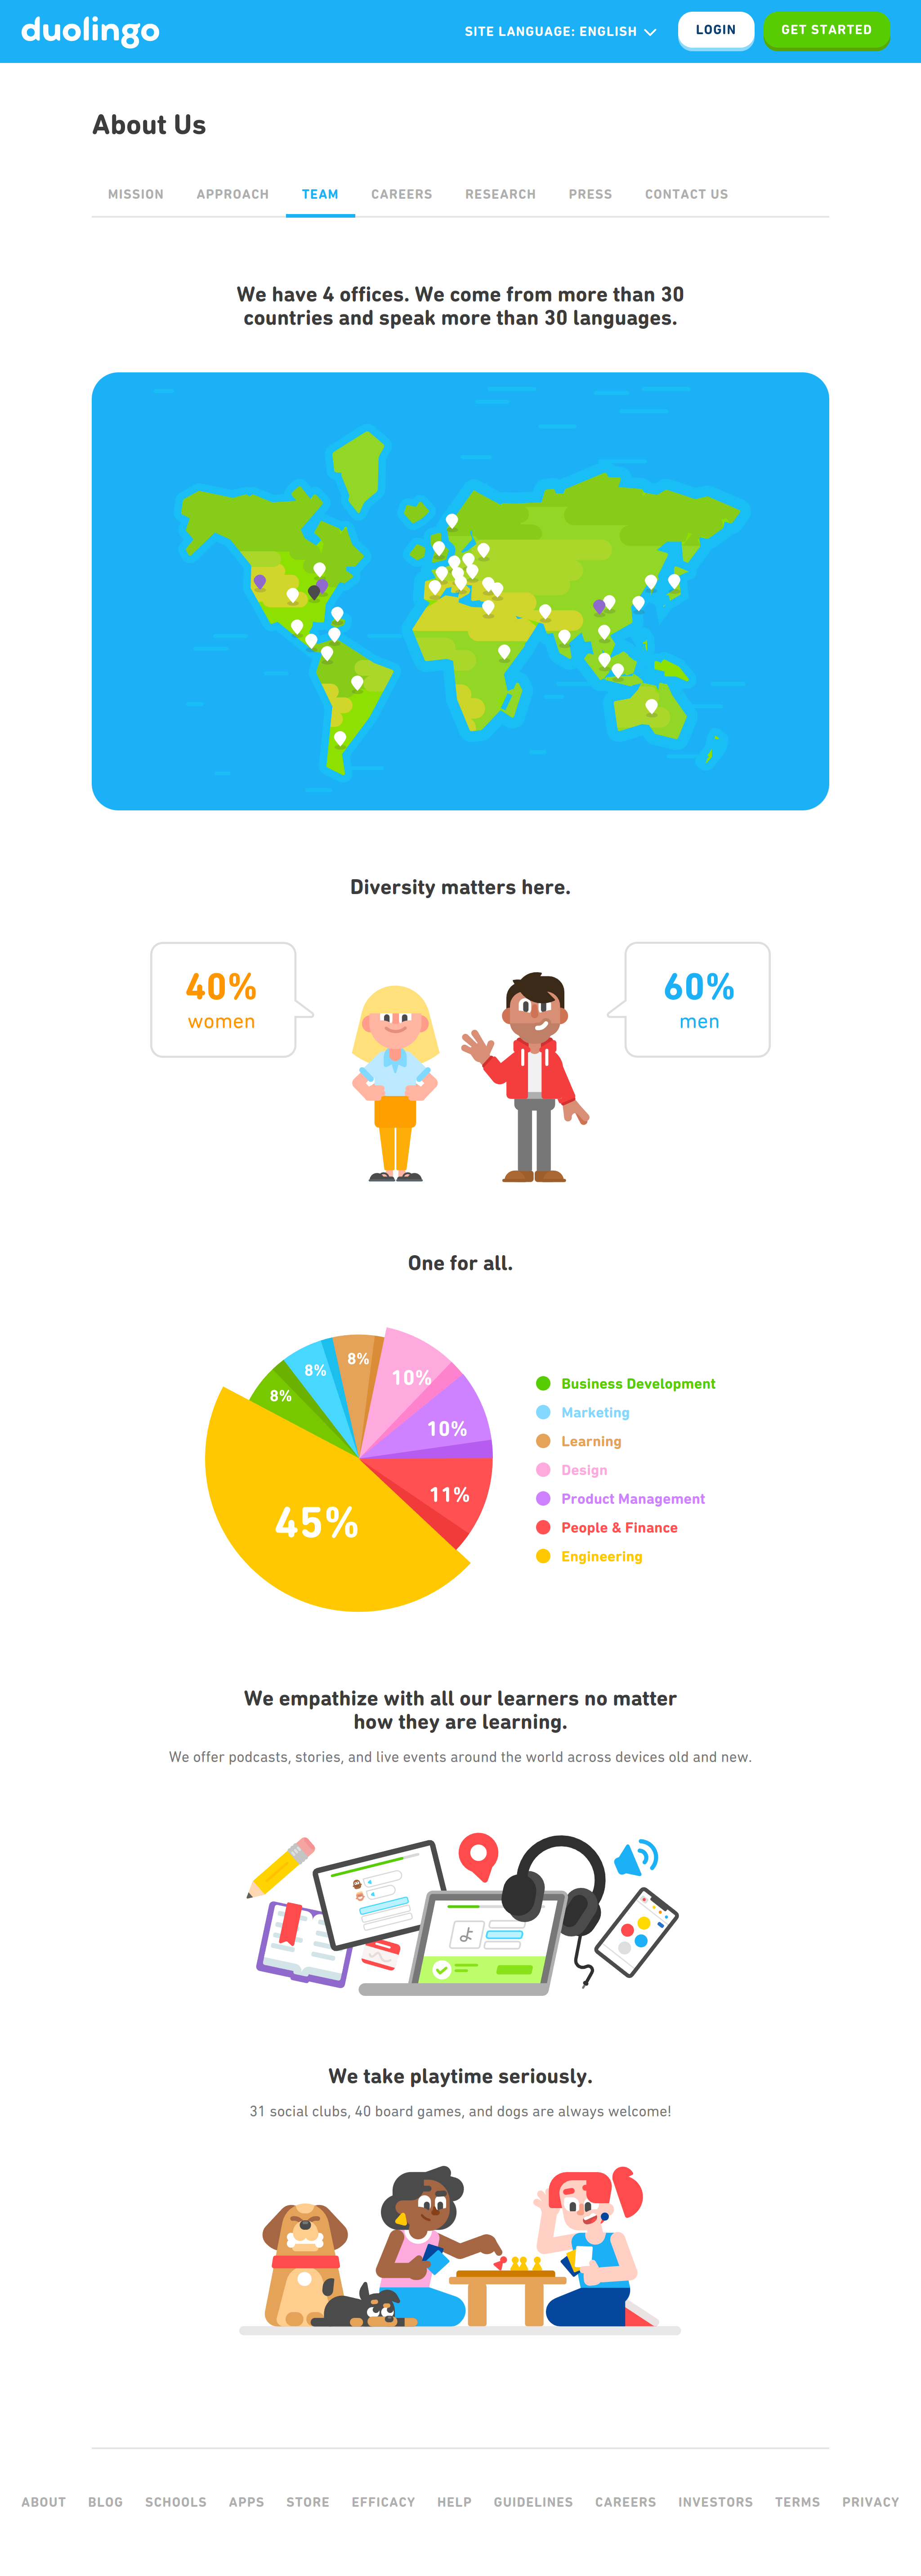 duolingo
SITE LANGUAGE: ENGLISH
LOGIN
GET STARTED
About Us
MISSION
APPROACH
TEAM
CAREERS
RESEARCH
PRESS
CONTACT US
We have 4 offices. We come from more than 30
countries and speak more than 30 languages.
Diversity matters here.
40%
women
60%
men
One for all.
8%
8%
8%
10%
10%
11%
45%
Business Development
Marketing
Learning
Design
Product Management
People & Finance
Engineering
We empathize with all our learners no matter
how they are learning.
We offer podcasts, stories, and live events around the world across devices old and new.
We take playtime seriously.
31 social clubs, 40 board games, and dogs are always welcome!
ABOUT
BLOG
SCHOOLS
APPS
STORE
EFFICACY
HELP
GUIDELINES
CAREERS
INVESTORS
TERMS
PRIVACY